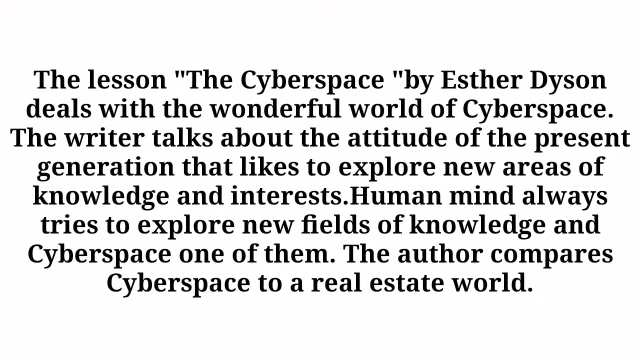 The lesson "The Cyberspace "by Esther Dyson
deals with the wonderful world of Cyberspace.
The writer talks about the attitude of the present
generation that likes to explore new areas of
knowledge and interests.Human mind always
tries to explore new fields of knowledge and
Cyberspace one of them. The author compares
Cyberspace to a real estate world.